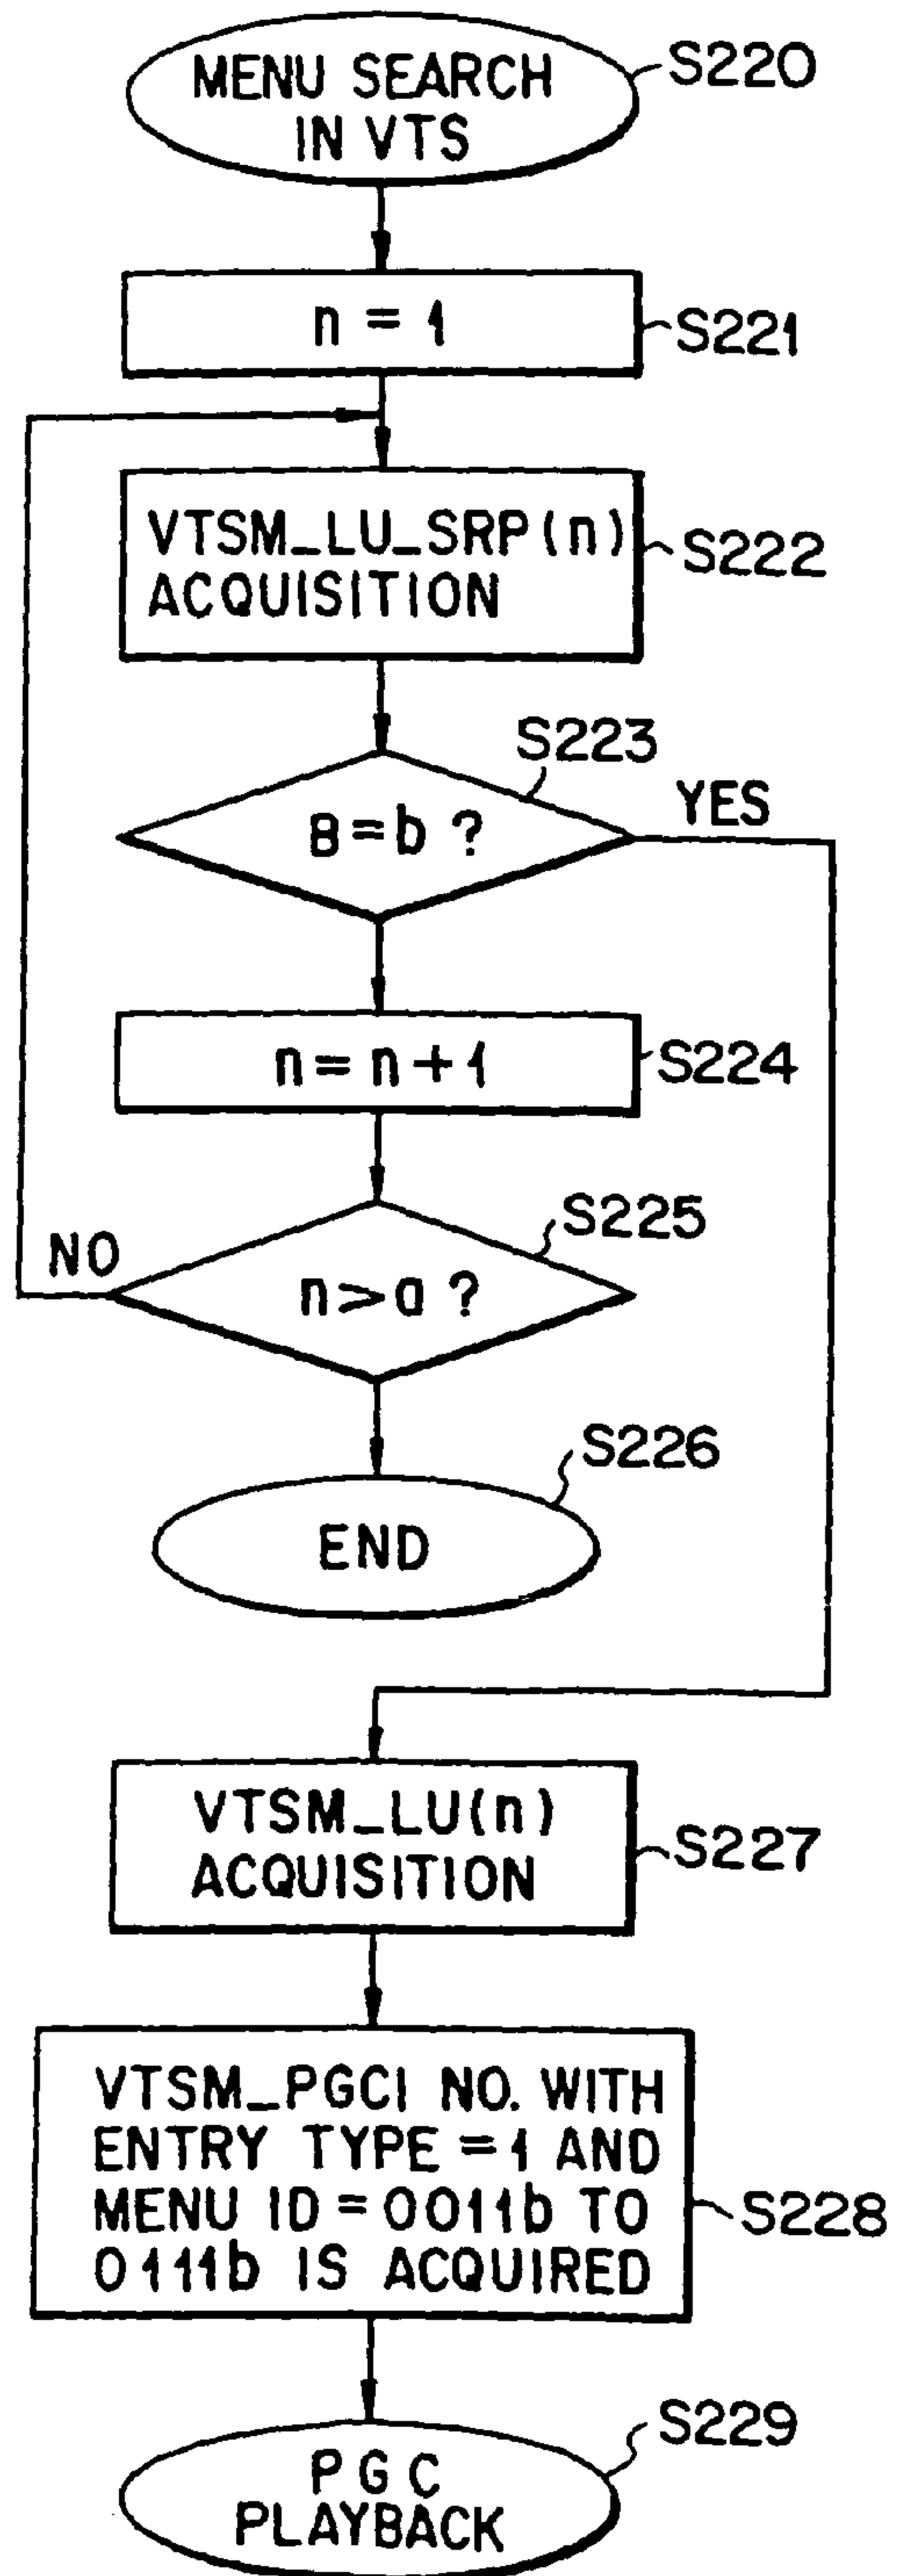 MENU SEARCH
IN VTS
S220
n = 1
S221
VTSM_LU_SRP(n)
ACQUISITION
S222
S223
B=b ?
YES
n=n+1
S224
S225
NO
n>a ?
S226
END
VTSM_LU(n)
ACQUISITION
S227
VTSM_PGCI NO. WITH
ENTRY TYPE =1 AND
MENU ID =0011b TO
0111b IS ACQUIRED
S228
S229
PGC
PLAYBACK